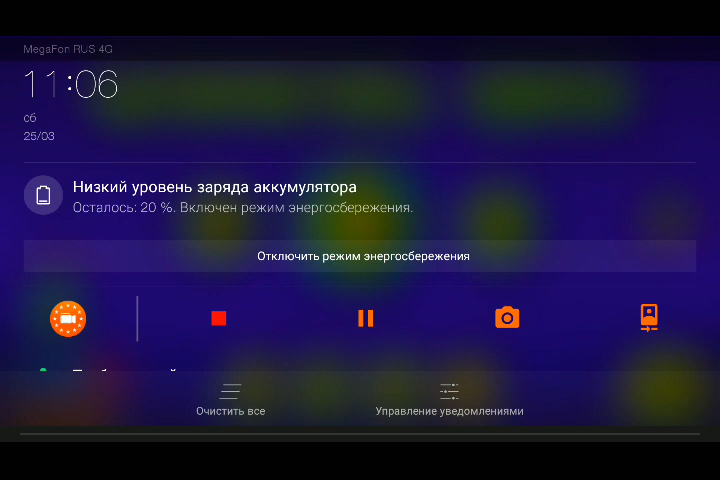 MegaFon RUS 4G
11:06
сб
25/03
Низкий уровень заряда аккумулятора
Осталось: 20 %. Включен режим энергосбережения.
Отключить режим энергосбережения
Очистить все
Управление уведомлениями